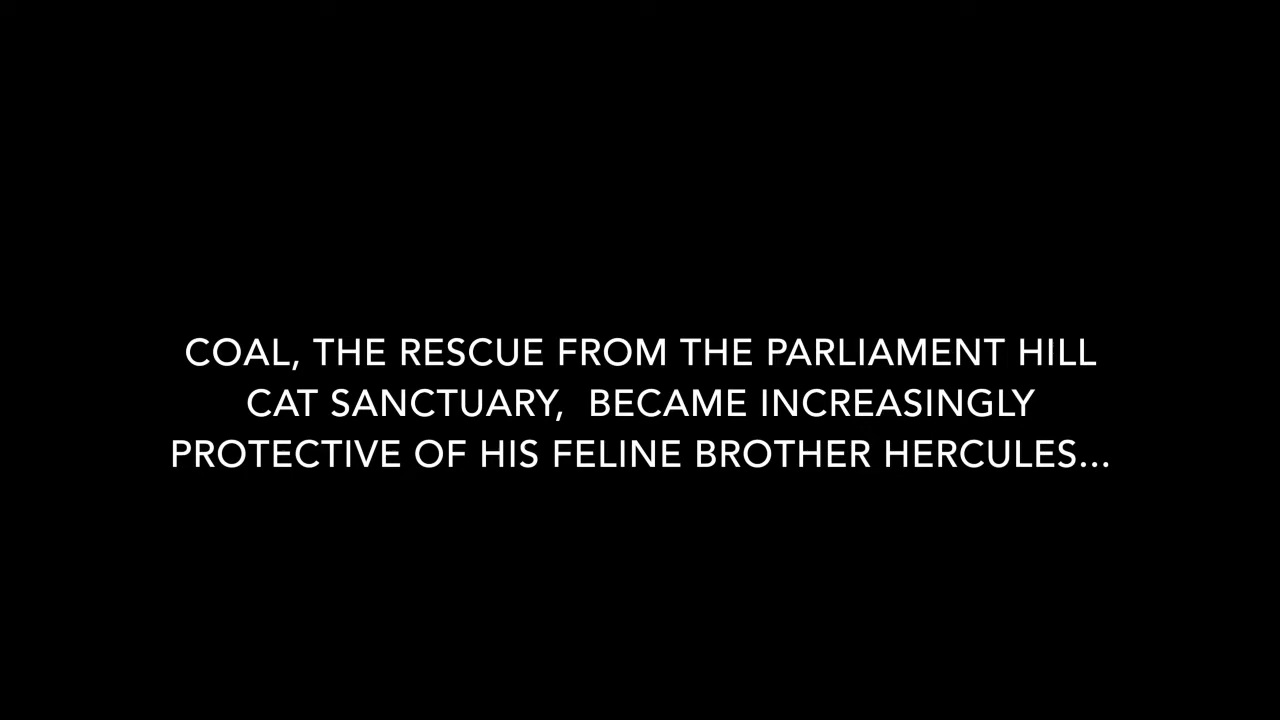 COAL, THE RESCUE FROM THE PARLIAMENT HILL
CAT SANCTUARY,  BECAME INCREASINGLY
PROTECTIVE OF HIS FELINE BROTHER HERCULES...